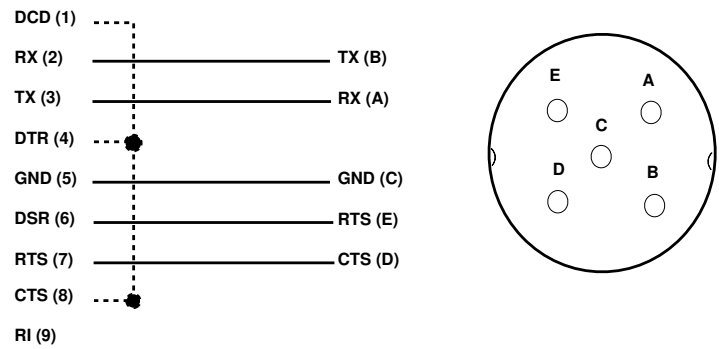 DCD (1)
RX (2) TX (B)
TX (3) RX (A)
DTR (4)
GND (5) GND (C)
DSR (6) RTS (E)
RTS (7) CTS (D)
CTS (8)
RI (9)
E A
C
D B